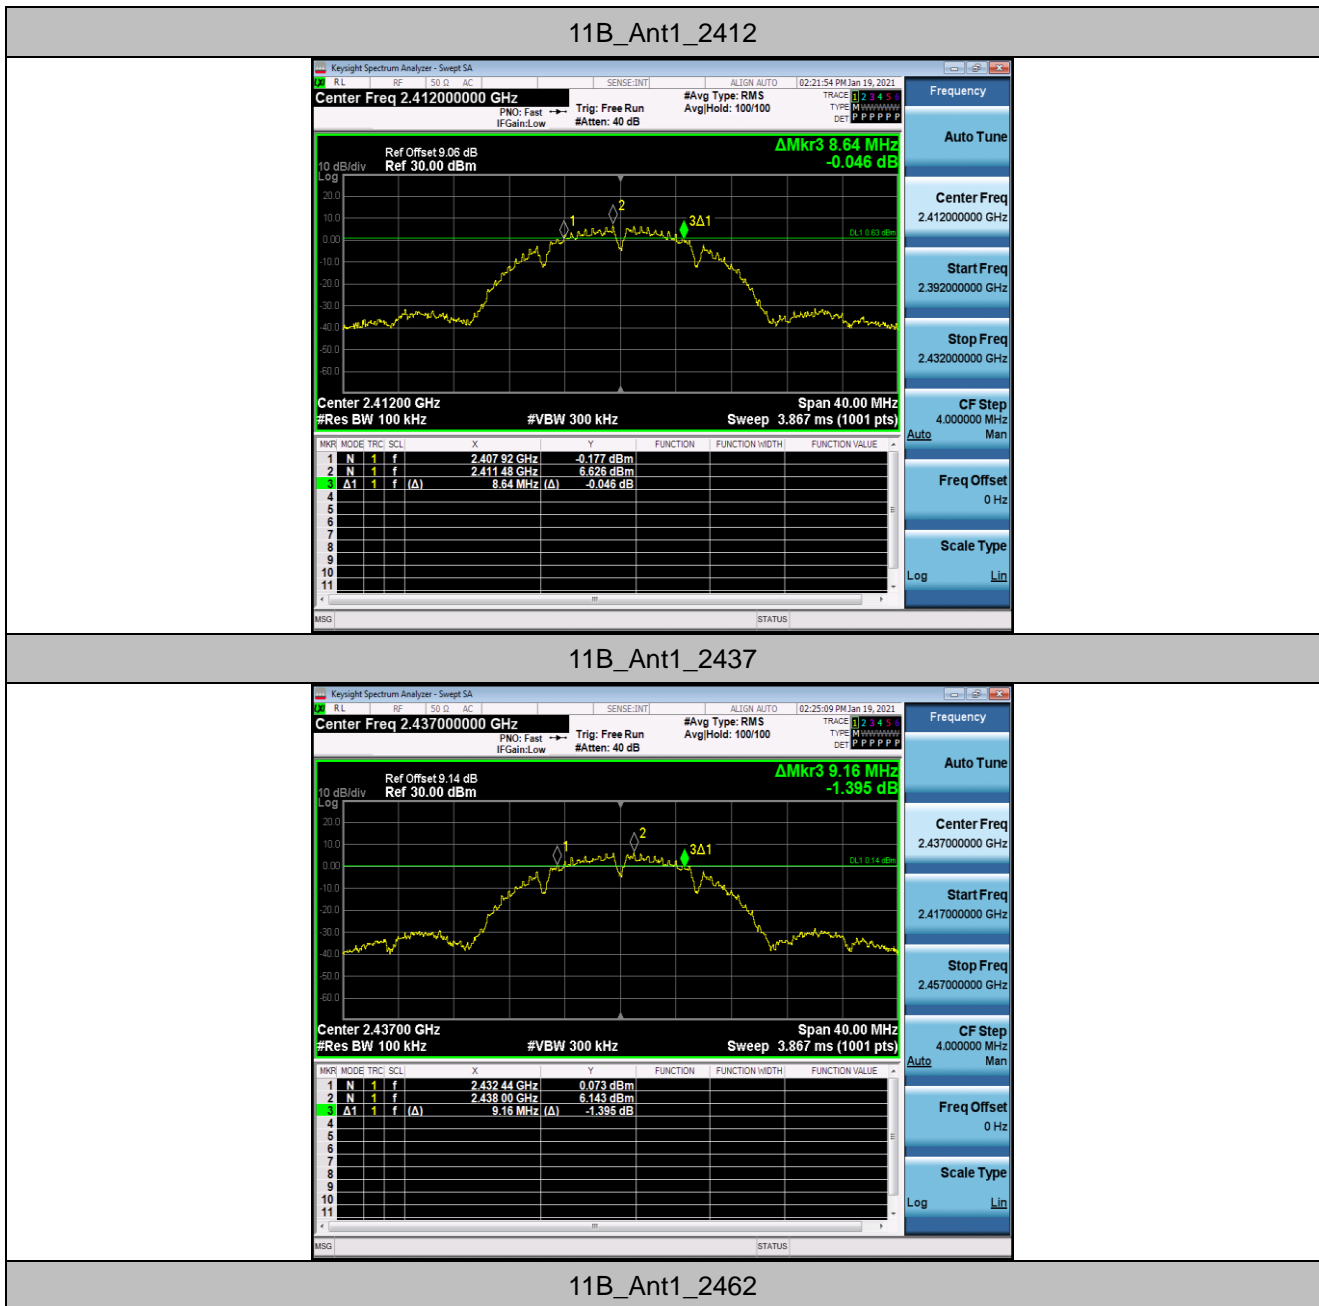 11B_Ant1_2412
Keysight Spectrum Analyzer - Swept SA
RL RF 50 Ω AC SENSE:INT ALIGN AUTO 02:21:54 PM Jan 19, 2021
Center Freq 2.412000000 GHz
PNO: Fast
IFGain:Low
Trig: Free Run
#Atten: 40 dB
#Avg Type: RMS
Avg|Hold: 100/100
TRACE 1 2 3 4 5 6
TYPE M W W W W W
DET P P P P P P
Frequency
Ref Offset 9.06 dB
Ref 30.00 dBm
10 dB/div
Log
ΔMkr3 8.64 MHz
-0.046 dB
20.0
10.0
0.00
-10.0
-20.0
-30.0
-40.0
-50.0
-60.0
1
2
3Δ1
DL1 0.63 dBm
Center 2.41200 GHz
Span 40.00 MHz
#Res BW 100 kHz
#VBW 300 kHz
Sweep 3.867 ms (1001 pts)
MKR MODE TRC SCL X Y FUNCTION FUNCTION WIDTH FUNCTION VALUE
1 N 1 f 2.407 92 GHz -0.177 dBm
2 N 1 f 2.411 48 GHz 6.626 dBm
3 Δ1 1 f (Δ) 8.64 MHz (Δ) -0.046 dB
4
5
6
7
8
9
10
11
MSG
STATUS
Auto Tune
Center Freq
2.412000000 GHz
Start Freq
2.392000000 GHz
Stop Freq
2.432000000 GHz
CF Step
4.000000 MHz
Auto Man
Freq Offset
0 Hz
Scale Type
Log Lin
11B_Ant1_2437
Keysight Spectrum Analyzer - Swept SA
RL RF 50 Ω AC SENSE:INT ALIGN AUTO 02:25:09 PM Jan 19, 2021
Center Freq 2.437000000 GHz
PNO: Fast
IFGain:Low
Trig: Free Run
#Atten: 40 dB
#Avg Type: RMS
Avg|Hold: 100/100
TRACE 1 2 3 4 5 6
TYPE M W W W W W
DET P P P P P P
Frequency
Ref Offset 9.14 dB
Ref 30.00 dBm
10 dB/div
Log
ΔMkr3 9.16 MHz
-1.395 dB
20.0
10.0
0.00
-10.0
-20.0
-30.0
-40.0
-50.0
-60.0
1
2
3Δ1
DL1 0.14 dBm
Center 2.43700 GHz
Span 40.00 MHz
#Res BW 100 kHz
#VBW 300 kHz
Sweep 3.867 ms (1001 pts)
MKR MODE TRC SCL X Y FUNCTION FUNCTION WIDTH FUNCTION VALUE
1 N 1 f 2.432 44 GHz 0.073 dBm
2 N 1 f 2.438 00 GHz 6.143 dBm
3 Δ1 1 f (Δ) 9.16 MHz (Δ) -1.395 dB
4
5
6
7
8
9
10
11
MSG
STATUS
Auto Tune
Center Freq
2.437000000 GHz
Start Freq
2.417000000 GHz
Stop Freq
2.457000000 GHz
CF Step
4.000000 MHz
Auto Man
Freq Offset
0 Hz
Scale Type
Log Lin
11B_Ant1_2462